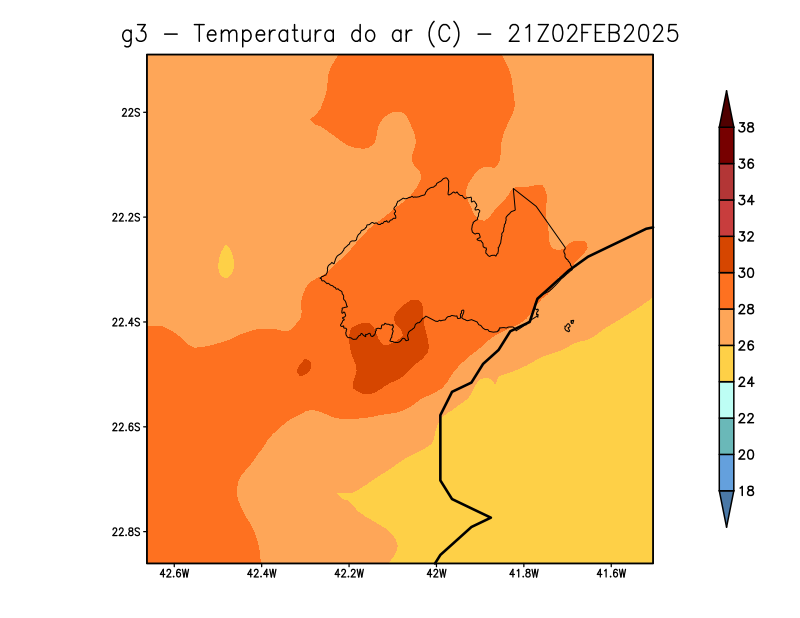 g3 − Temperatura do ar (C) − 21Z02FEB2025
22S
22.2S
22.4S
22.6S
22.8S
42.6W
42.4W
42.2W
42W
41.8W
41.6W
38
36
34
32
30
28
26
24
22
20
18